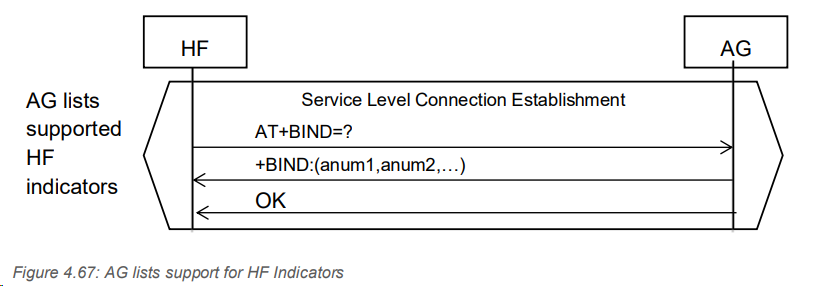 HF
AG
AG lists
supported
HF
indicators
Service Level Connection Establishment
AT+BIND=?
+BIND:(anum1,anum2,…)
OK
Figure 4.67: AG lists support for HF Indicators